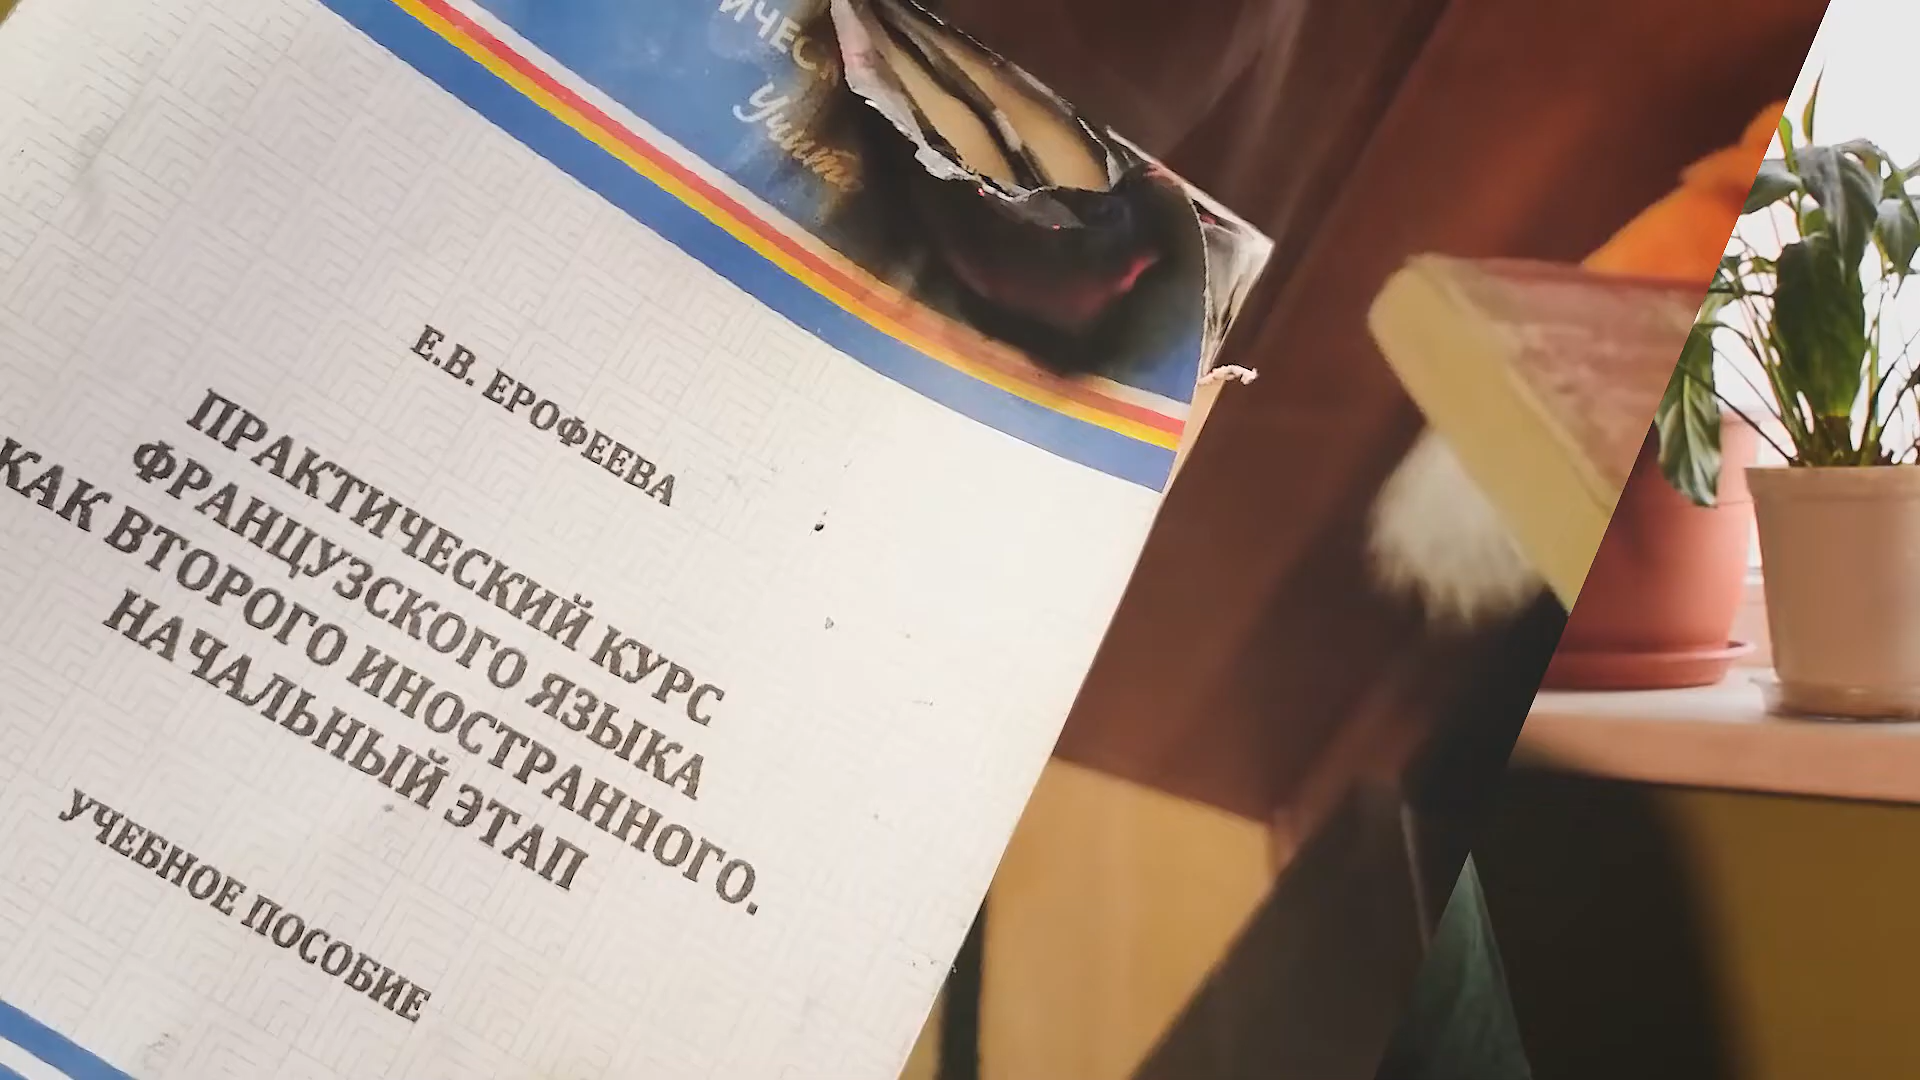 Е.В. ЕРОФЕЕВА
ПРАКТИЧЕСКИЙ КУРС
ФРАНЦУЗСКОГО ЯЗЫКА
КАК ВТОРОГО ИНОСТРАННОГО.
НАЧАЛЬНЫЙ ЭТАП
УЧЕБНОЕ ПОСОБИЕ